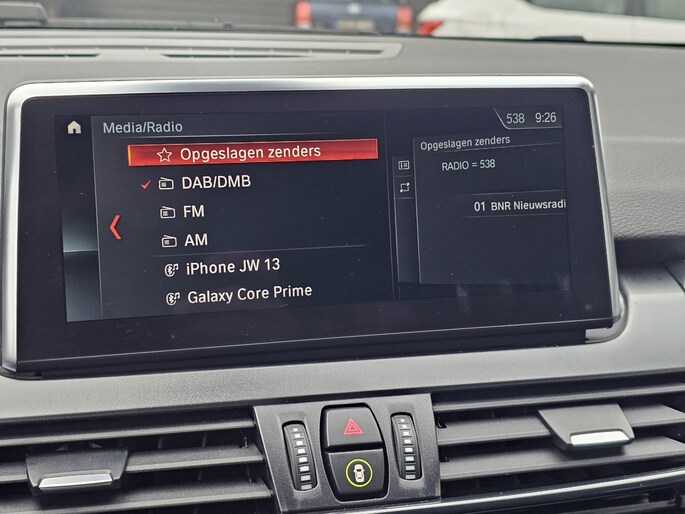 538 9:26
Media/Radio
Opgeslagen zenders
DAB/DMB
FM
AM
iPhone JW 13
Galaxy Core Prime
Opgeslagen zenders
RADIO = 538
01 BNR Nieuwsradi